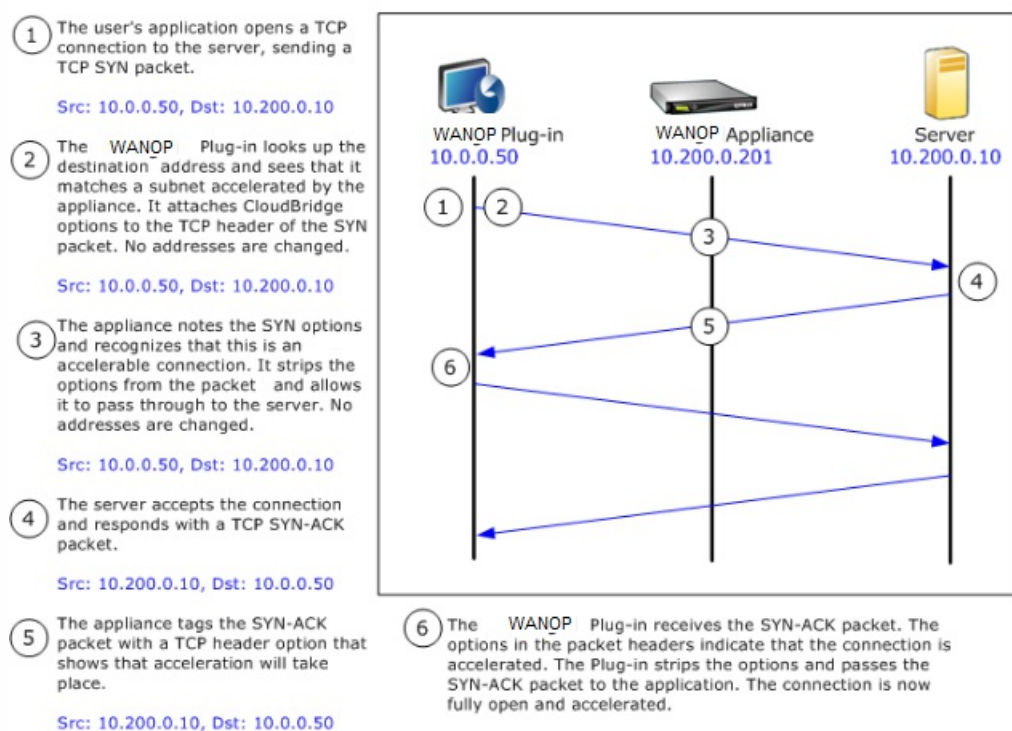 1
The user's application opens a TCP
connection to the server, sending a
TCP SYN packet.
Src: 10.0.0.50, Dst: 10.200.0.10
2
The WANOP Plug-in looks up the
destination address and sees that it
matches a subnet accelerated by the
appliance. It attaches CloudBridge
options to the TCP header of the SYN
packet. No addresses are changed.
Src: 10.0.0.50, Dst: 10.200.0.10
3
The appliance notes the SYN options
and recognizes that this is an
accelerable connection. It strips the
options from the packet and allows
it to pass through to the server. No
addresses are changed.
Src: 10.0.0.50, Dst: 10.200.0.10
4
The server accepts the connection
and responds with a TCP SYN-ACK
packet.
Src: 10.200.0.10, Dst: 10.0.0.50
5
The appliance tags the SYN-ACK
packet with a TCP header option that
shows that acceleration will take
place.
Src: 10.200.0.10, Dst: 10.0.0.50
WANOP Plug-in
10.0.0.50
WANOP Appliance
10.200.0.201
Server
10.200.0.10
1
2
3
4
5
6
6
The WANOP Plug-in receives the SYN-ACK packet. The
options in the packet headers indicate that the connection is
accelerated. The Plug-in strips the options and passes the
SYN-ACK packet to the application. The connection is now
fully open and accelerated.